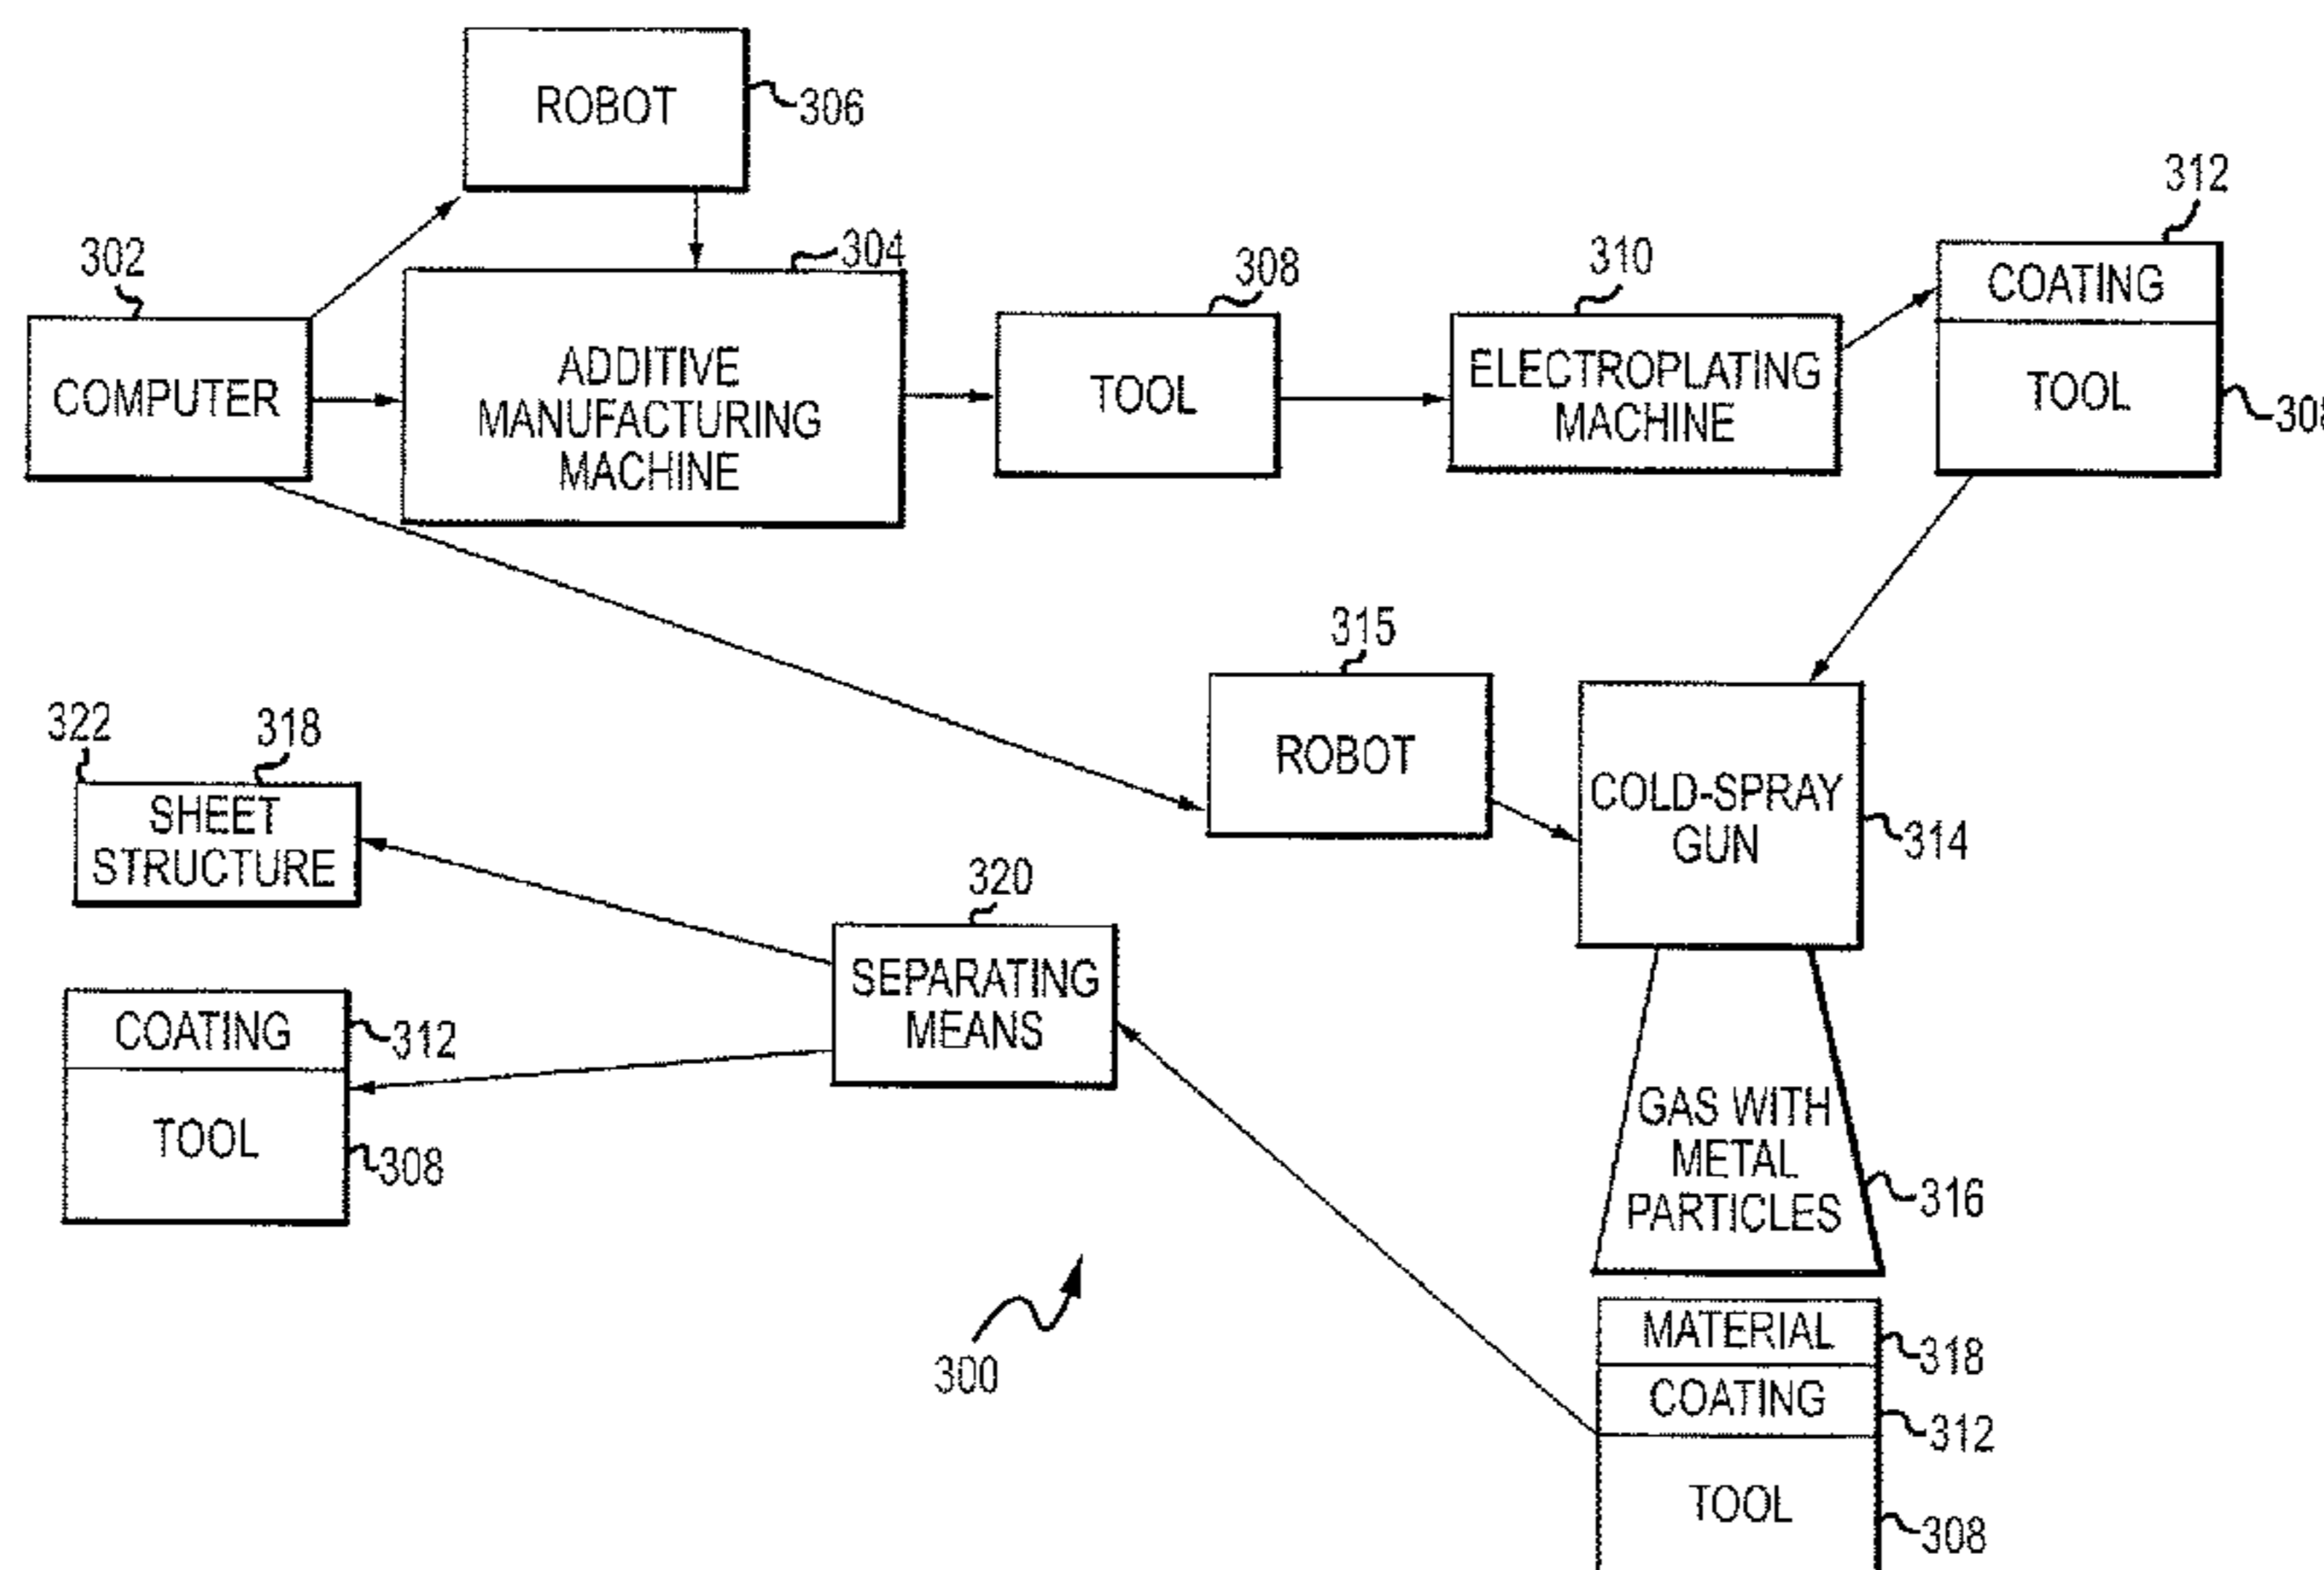 ROBOT
306
302
COMPUTER
304
ADDITIVE
MANUFACTURING
MACHINE
308
TOOL
310
ELECTROPLATING
MACHINE
312
COATING
TOOL
308
315
ROBOT
COLD-SPRAY
GUN
314
322
318
SHEET
STRUCTURE
320
SEPARATING
MEANS
COATING
312
TOOL
308
GAS WITH
METAL
PARTICLES
316
300
MATERIAL
318
COATING
312
TOOL
308